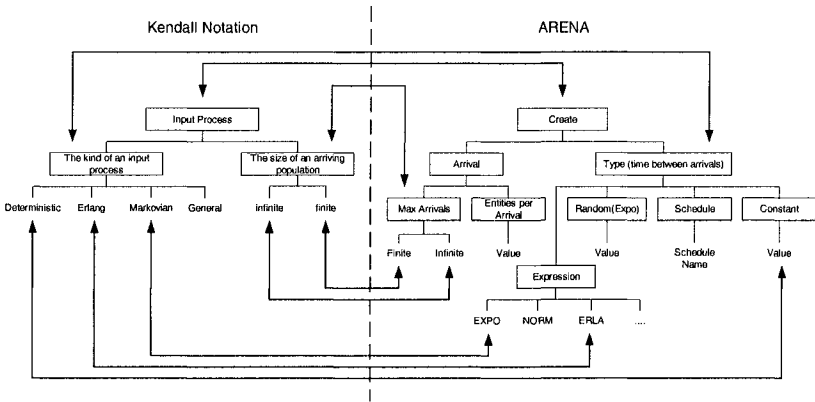 Kendall Notation
ARENA
Input Process
Create
The kind of an input
process
The size of an arriving
population
Arrival
Type (time between arrivals)
Deterministic
Erlang
Markovian
General
infinite
finite
Max Arrivals
Entities per
Arrival
Random(Expo)
Schedule
Constant
Finite
Infinite
Value
Value
Schedule
Name
Value
Expression
EXPO
NORM
ERLA
....